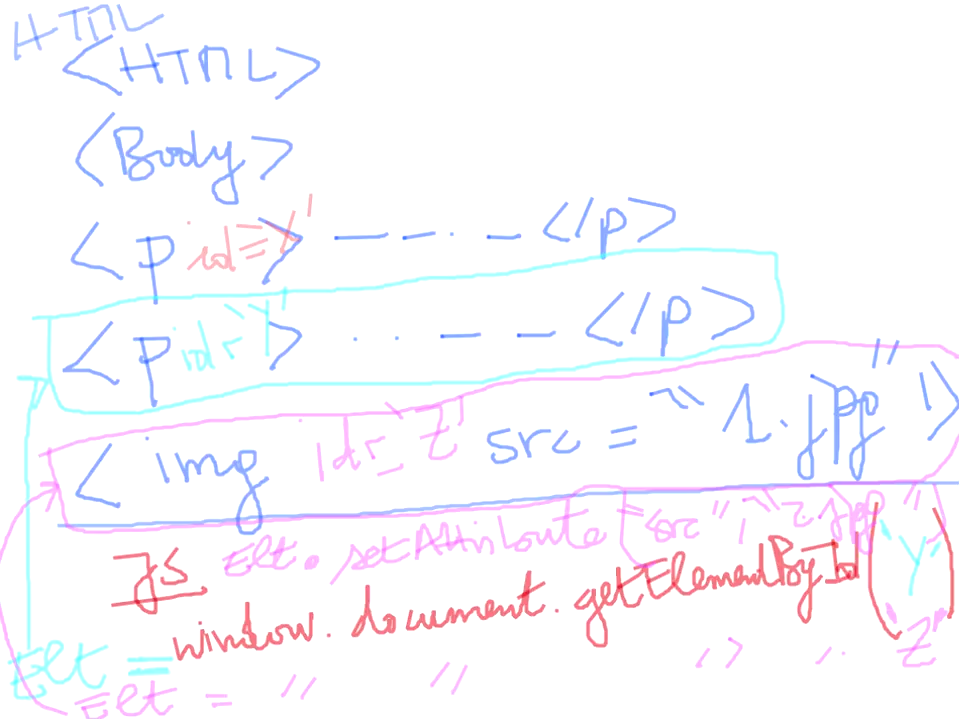 HTML
<HTML>
<Body>
<p id='Y'> — — · — </p>
<p id='Y'> · · — — </p>
<img id='Z' src = "1.jpg" />
Elt.setAttribute("src", "2.jpg")
JS
window.document.getElementById('Y')
Elt =
Elt = " " " " "Z"